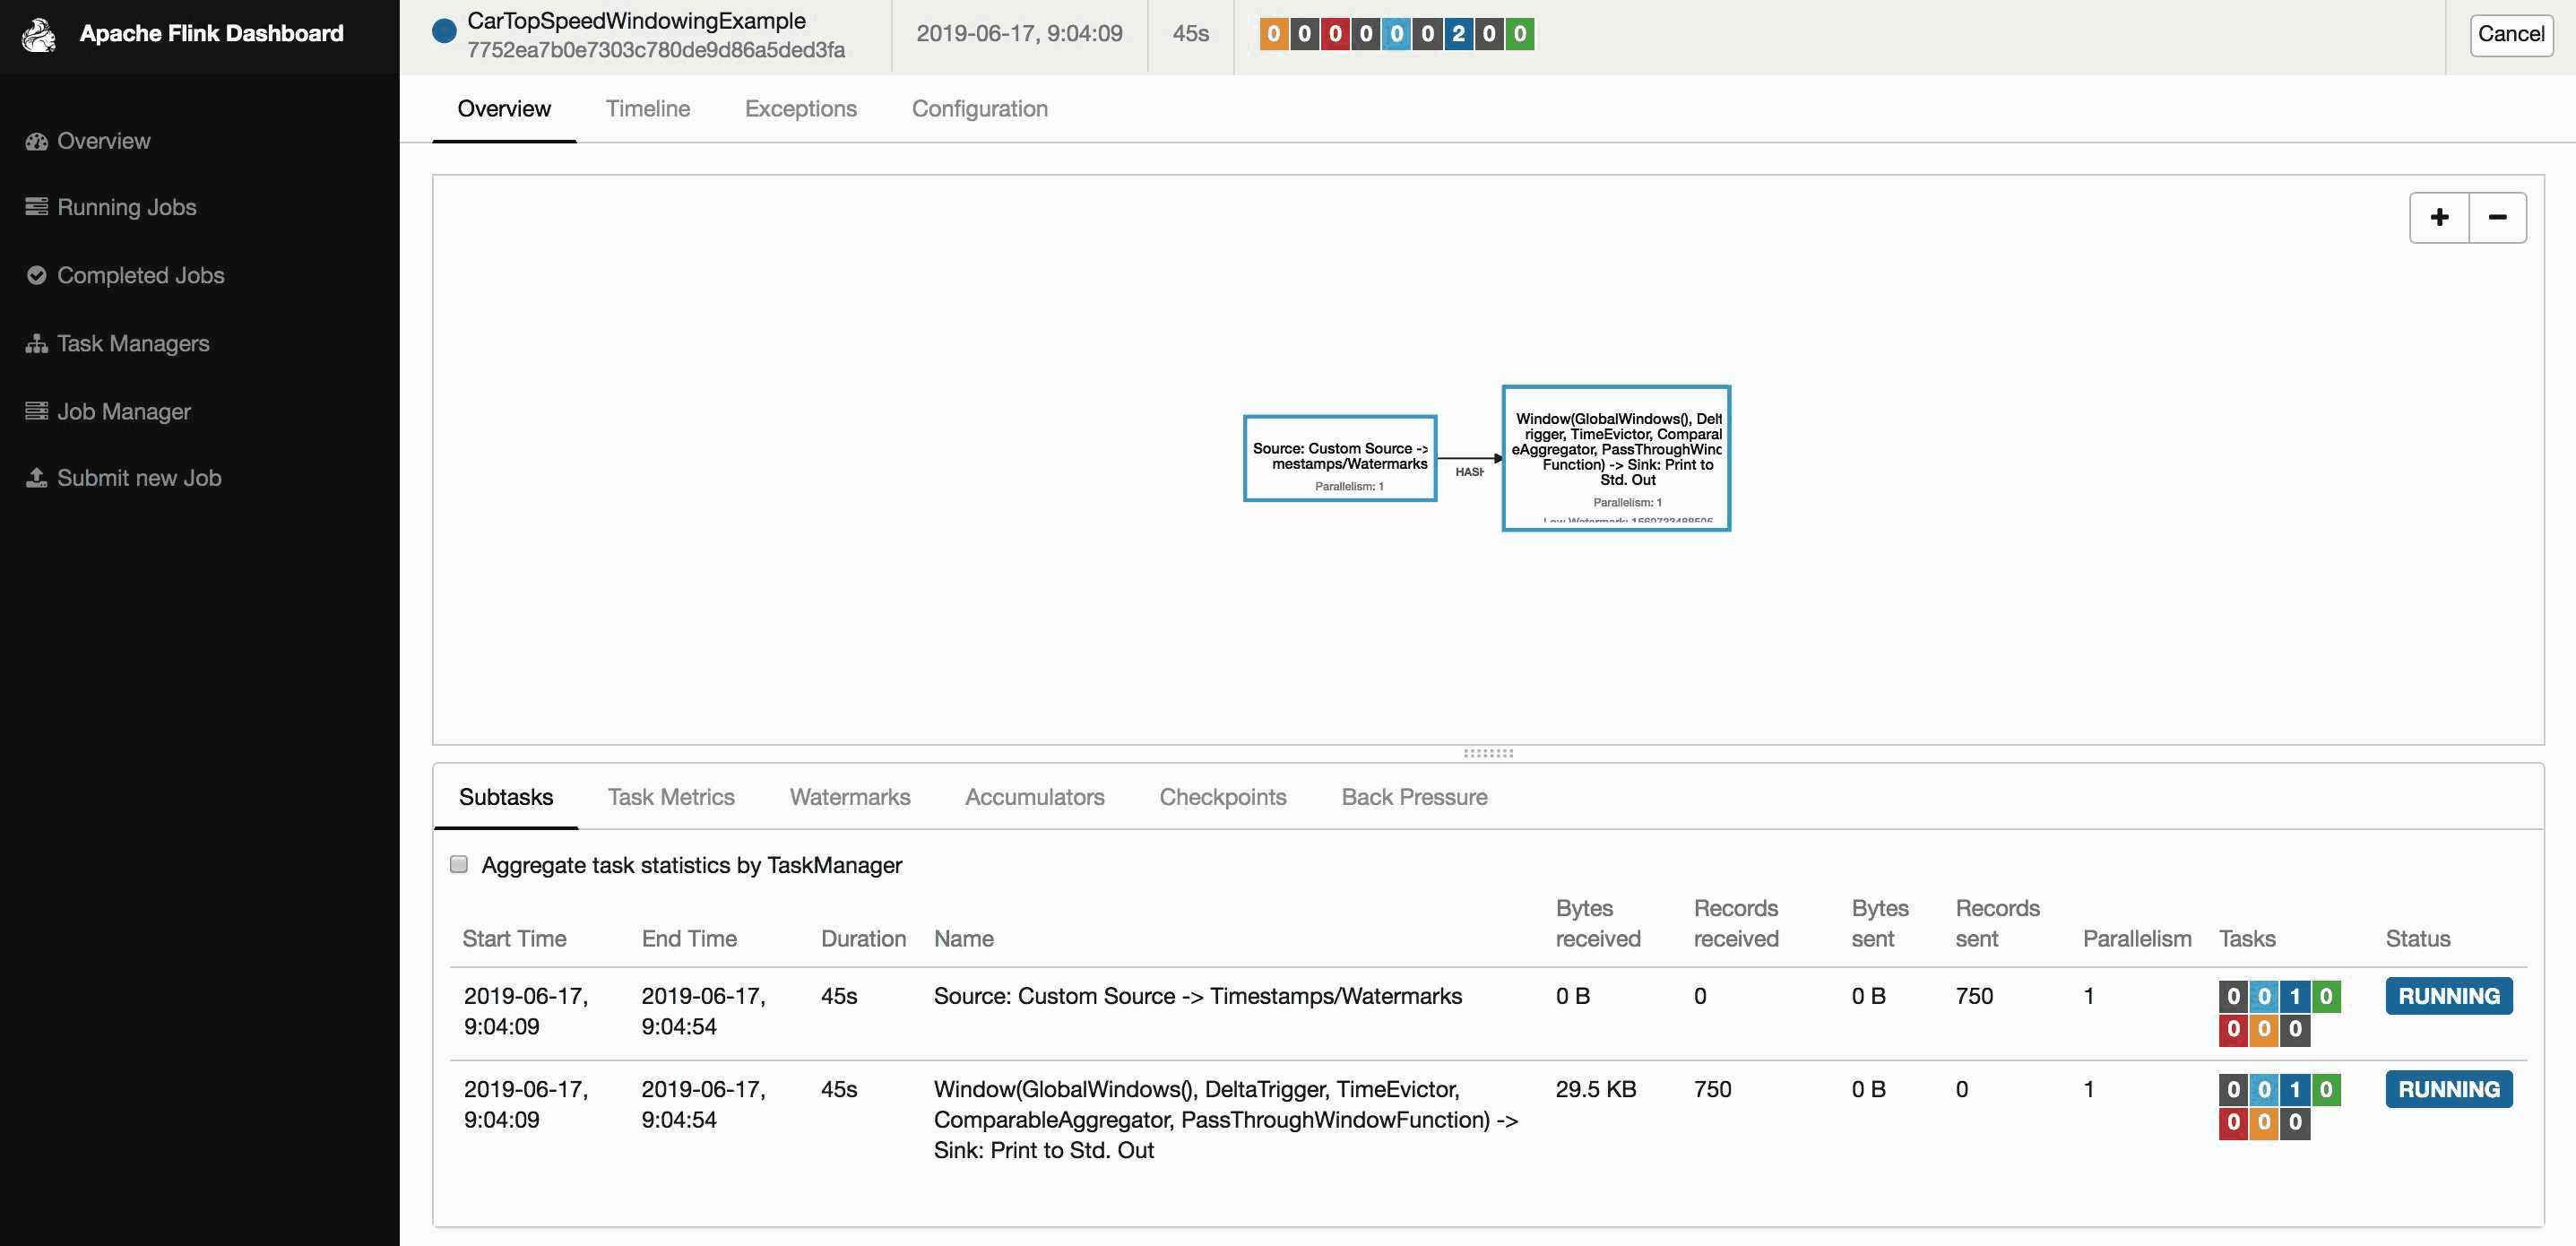 Apache Flink Dashboard
Overview
Running Jobs
Completed Jobs
Task Managers
Job Manager
Submit new Job
CarTopSpeedWindowingExample
7752ea7b0e7303c780de9d86a5ded3fa
2019-06-17, 9:04:09
45s
0 0 0 0 0 0 2 0 0
Cancel
Overview Timeline Exceptions Configuration
+ −
Source: Custom Source ->
mestamps/Watermarks
Parallelism: 1
HASH
Window(GlobalWindows(), Delt
rigger, TimeEvictor, Comparal
eAggregator, PassThroughWinc
Function) -> Sink: Print to
Std. Out
Parallelism: 1
Low Watermark:
Subtasks Task Metrics Watermarks Accumulators Checkpoints Back Pressure
Aggregate task statistics by TaskManager
Start Time End Time Duration Name Bytes received Records received Bytes sent Records sent Parallelism Tasks Status
2019-06-17, 2019-06-17, 45s Source: Custom Source -> Timestamps/Watermarks 0 B 0 0 B 750 1 0 0 1 0 RUNNING
9:04:09 9:04:54 0 0 0
2019-06-17, 2019-06-17, 45s Window(GlobalWindows(), DeltaTrigger, TimeEvictor, 29.5 KB 750 0 B 0 1 0 0 1 0 RUNNING
9:04:09 9:04:54 ComparableAggregator, PassThroughWindowFunction) -> 0 0 0
Sink: Print to Std. Out